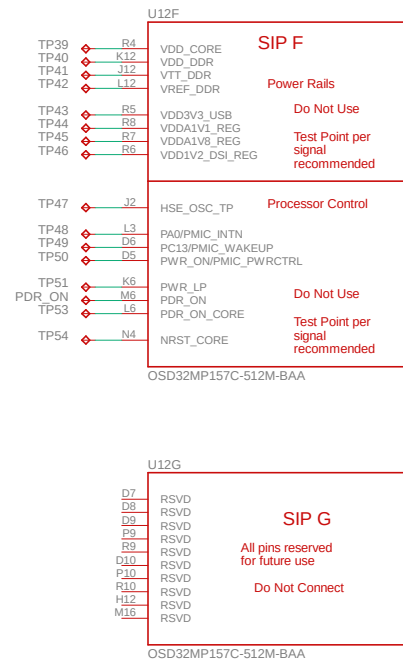 U12F
SIP F
TP39 R4 VDD_CORE
TP40 K12 VDD_DDR
TP41 J12 VTT_DDR
TP42 L12 VREF_DDR
Power Rails
TP43 R5 VDD3V3_USB
TP44 R8 VDDA1V1_REG
TP45 R7 VDDA1V8_REG
TP46 R6 VDD1V2_DSI_REG
Do Not Use
Test Point per
signal
recommended
TP47 J2 HSE_OSC_TP
Processor Control
TP48 L3 PA0/PMIC_INTN
TP49 D6 PC13/PMIC_WAKEUP
TP50 D5 PWR_ON/PMIC_PWRCTRL
TP51 K6 PWR_LP
PDR_ON M6 PDR_ON
TP53 L6 PDR_ON_CORE
TP54 N4 NRST_CORE
Do Not Use
Test Point per
signal
recommended
OSD32MP157C-512M-BAA
U12G
D7 RSVD
D8 RSVD
D9 RSVD
P9 RSVD
R9 RSVD
D10 RSVD
P10 RSVD
R10 RSVD
H12 RSVD
M16 RSVD
SIP G
All pins reserved
for future use
Do Not Connect
OSD32MP157C-512M-BAA